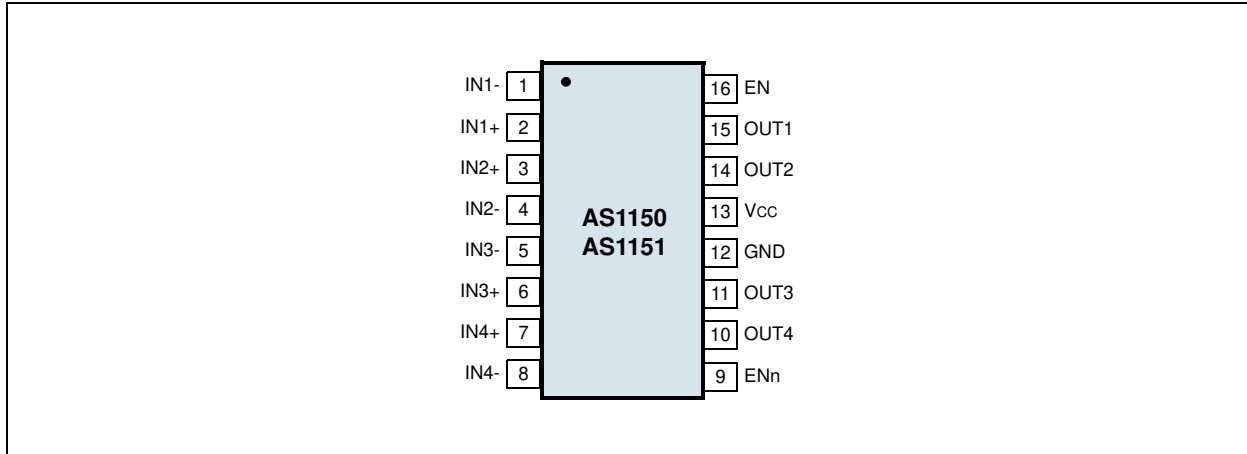 IN1- 1
IN1+ 2
IN2+ 3
IN2- 4
IN3- 5
IN3+ 6
IN4+ 7
IN4- 8
AS1150
AS1151
16 EN
15 OUT1
14 OUT2
13 VCC
12 GND
11 OUT3
10 OUT4
9 ENn